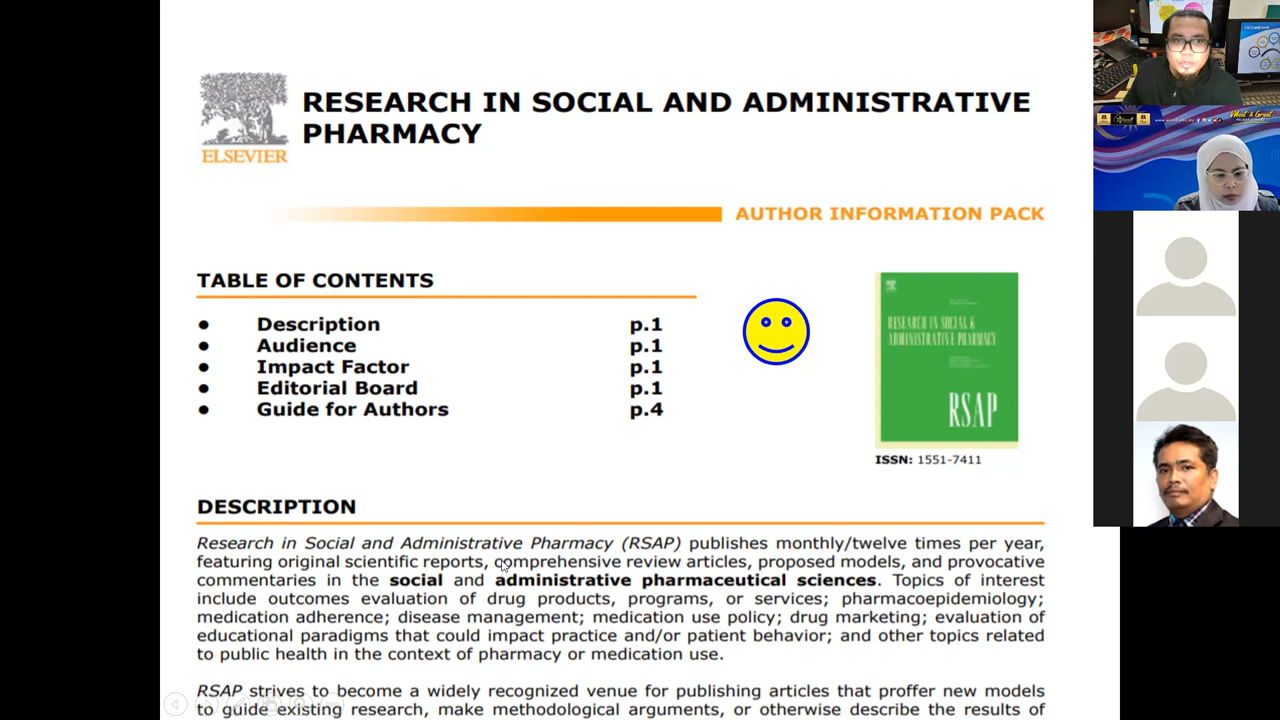 RESEARCH IN SOCIAL AND ADMINISTRATIVE
PHARMACY
ELSEVIER
AUTHOR INFORMATION PACK
TABLE OF CONTENTS
● Description p.1
● Audience p.1
● Impact Factor p.1
● Editorial Board p.1
● Guide for Authors p.4
RESEARCH IN SOCIAL &
ADMINISTRATIVE PHARMACY
RSAP
ISSN: 1551-7411
DESCRIPTION
Research in Social and Administrative Pharmacy (RSAP) publishes monthly/twelve times per year,
featuring original scientific reports, comprehensive review articles, proposed models, and provocative
commentaries in the social and administrative pharmaceutical sciences. Topics of interest
include outcomes evaluation of drug products, programs, or services; pharmacoepidemiology;
medication adherence; disease management; medication use policy; drug marketing; evaluation of
educational paradigms that could impact practice and/or patient behavior; and other topics related
to public health in the context of pharmacy or medication use.
RSAP strives to become a widely recognized venue for publishing articles that proffer new models
to guide existing research, make methodological arguments, or otherwise describe the results of
Meet & Greet